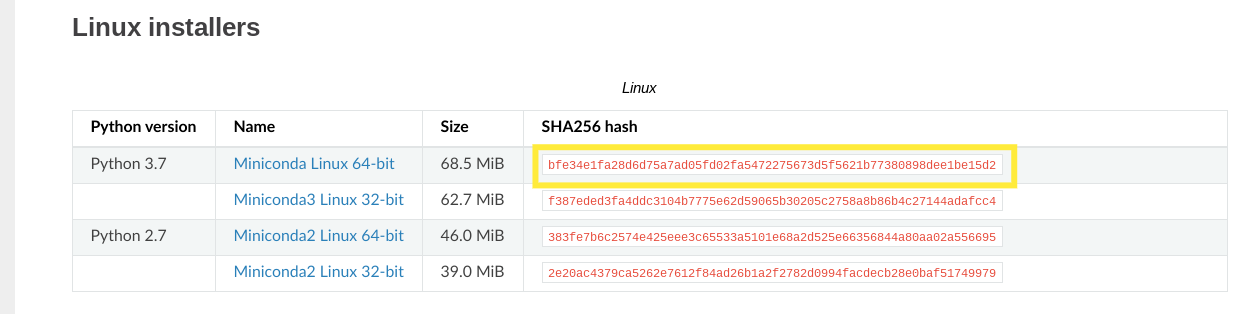 Linux installers
Linux
Python version Name Size SHA256 hash
Python 3.7 Miniconda Linux 64-bit 68.5 MiB bfe34e1fa28d6d75a7ad05fd02fa5472275673d5f5621b77380898dee1be15d2
Miniconda3 Linux 32-bit 62.7 MiB f387eded3fa4ddc3104b7775e62d59065b30205c2758a8b86b4c27144adafcc4
Python 2.7 Miniconda2 Linux 64-bit 46.0 MiB 383fe7b6c2574e425eee3c65533a5101e68a2d525e66356844a80aa02a556695
Miniconda2 Linux 32-bit 39.0 MiB 2e20ac4379ca5262e7612f84ad26b1a2f2782d0994facdecb28e0baf51749979